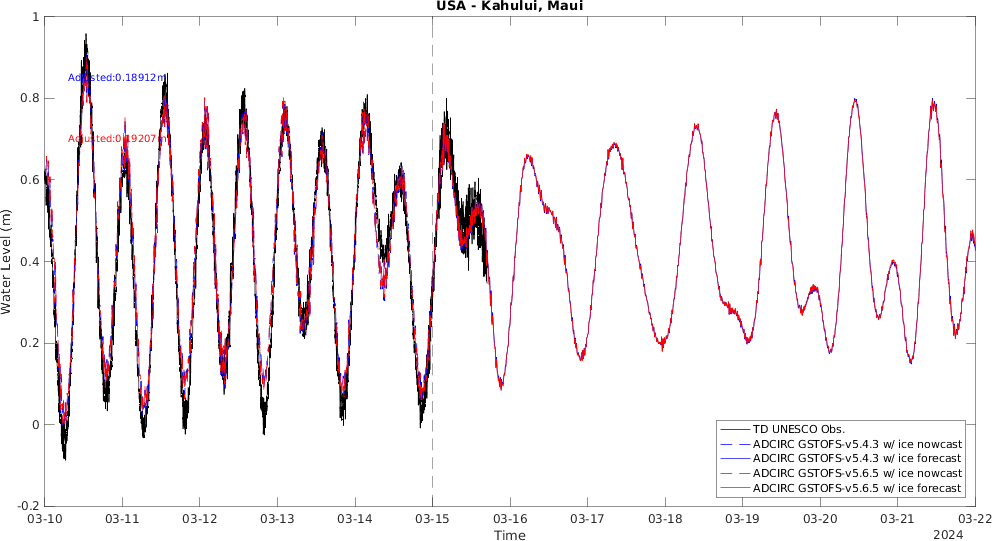 USA - Kahului, Maui
1
0.8
0.6
0.4
0.2
0
-0.2
Water Level (m)
Adjusted:0.18912m
Adjusted:0.19207m
TD UNESCO Obs.
ADCIRC GSTOFS-v5.4.3 w/ ice nowcast
ADCIRC GSTOFS-v5.4.3 w/ ice forecast
ADCIRC GSTOFS-v5.6.5 w/ ice nowcast
ADCIRC GSTOFS-v5.6.5 w/ ice forecast
03-10 03-11 03-12 03-13 03-14 03-15 03-16 03-17 03-18 03-19 03-20 03-21 03-22
Time
2024